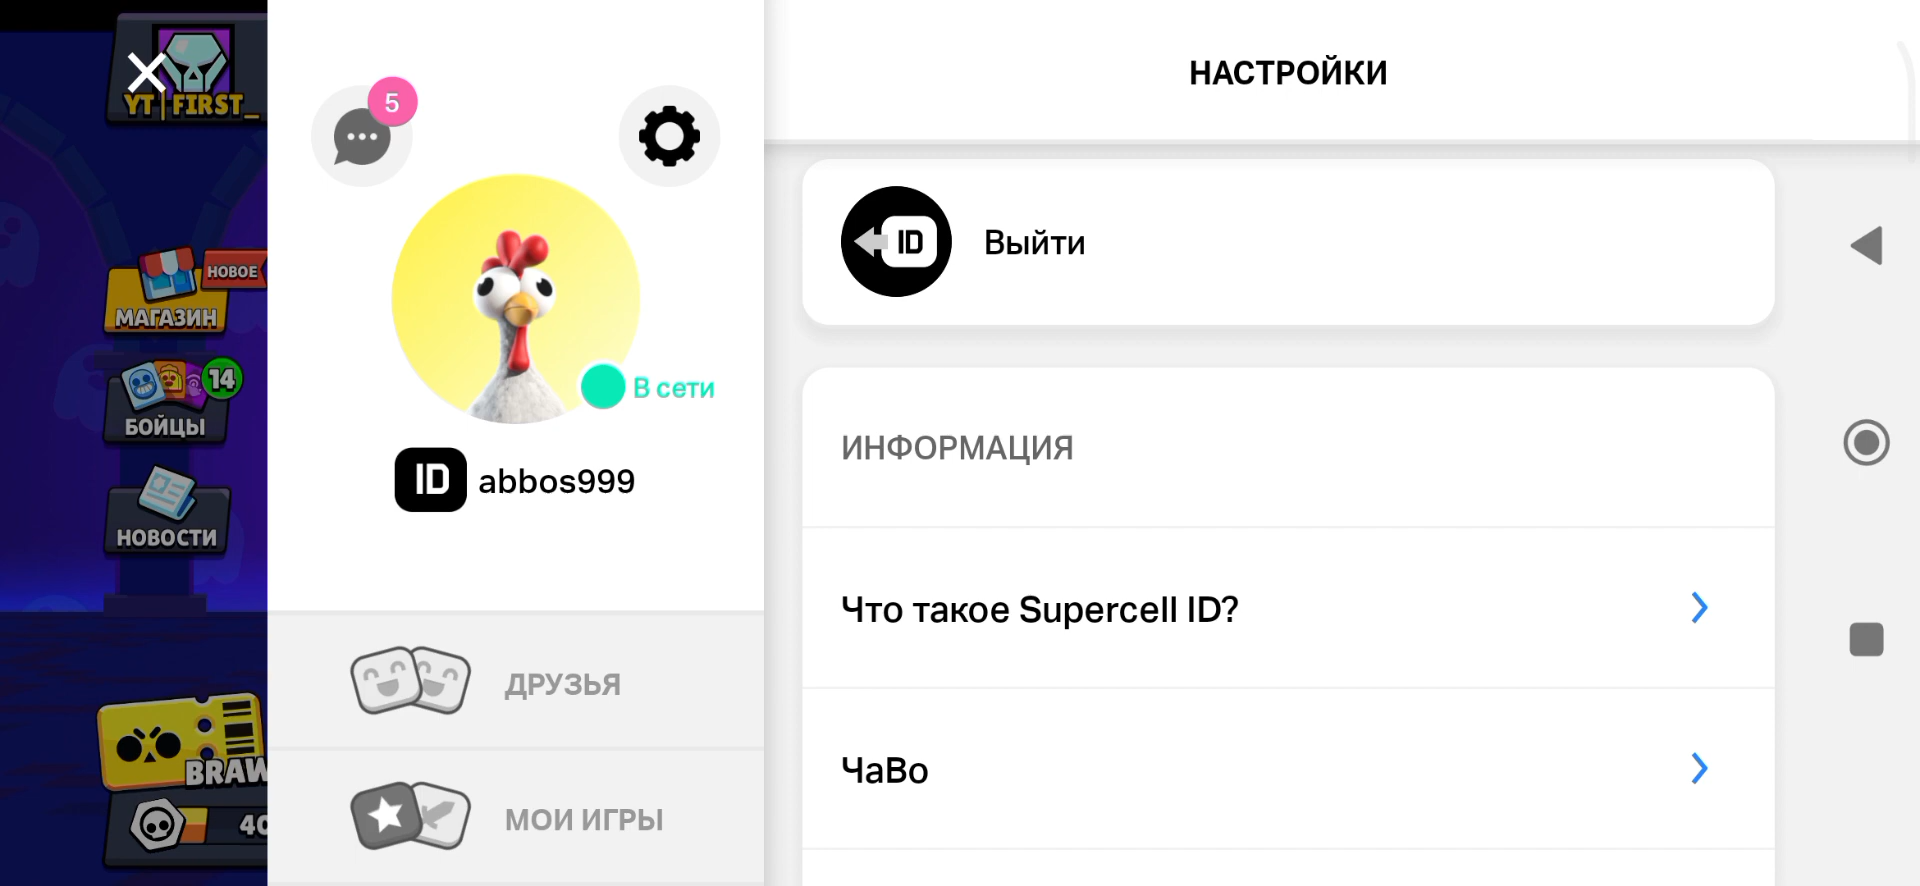 YT|FIRST_
НОВОЕ
МАГАЗИН
14
БОЙЦЫ
НОВОСТИ
BRAW
40
5
В сети
ID abbos999
ДРУЗЬЯ
МОИ ИГРЫ
НАСТРОЙКИ
ID Выйти
ИНФОРМАЦИЯ
Что такое Supercell ID?
ЧаВо